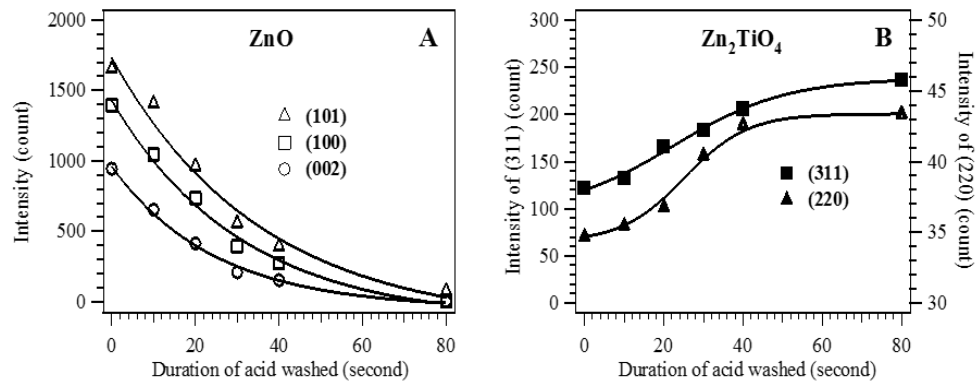 ZnO
A
Intensity (count)
2000
1500
1000
500
0
(101)
(100)
(002)
0 20 40 60 80
Duration of acid washed (second)
Zn₂TiO₄
B
Intensity of (311) (count)
300
250
200
150
100
50
0
(311)
(220)
50
45
40
35
30
Intensity of (220) (count)
0 20 40 60 80
Duration of acid washed (second)